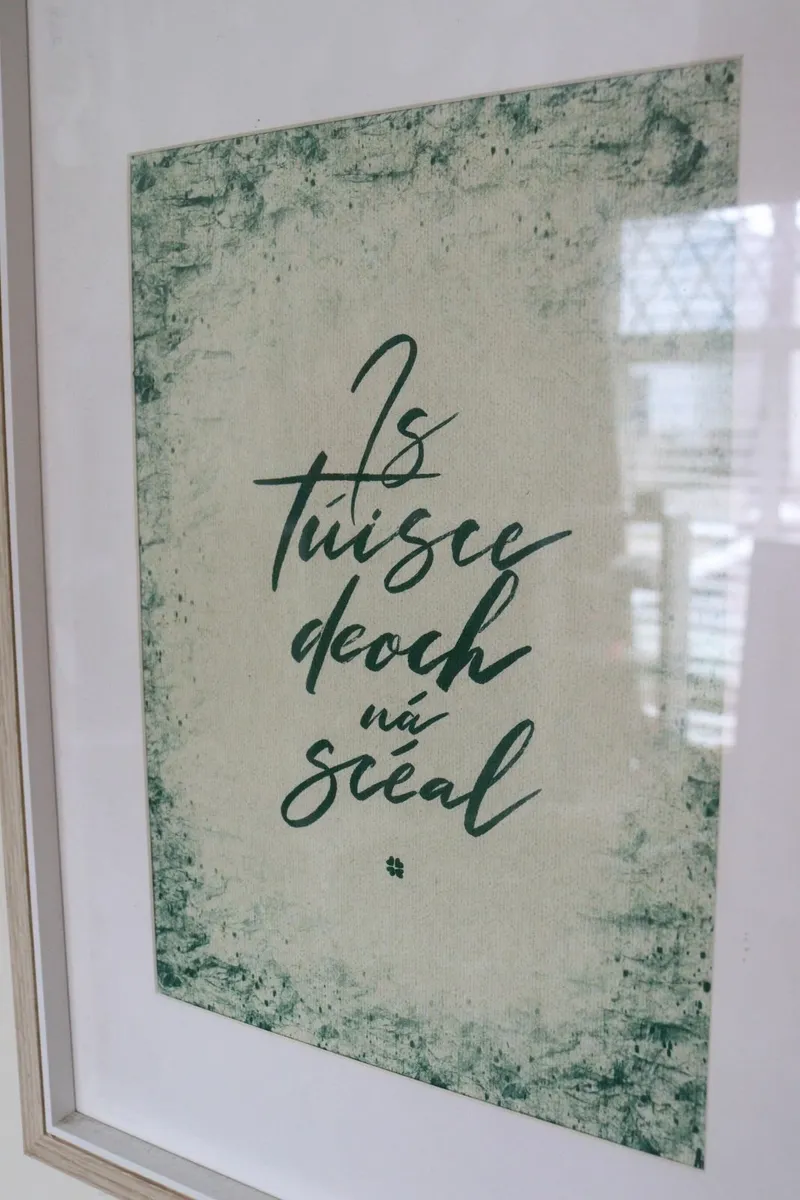 Is
túisce
deoch
ná
scéal